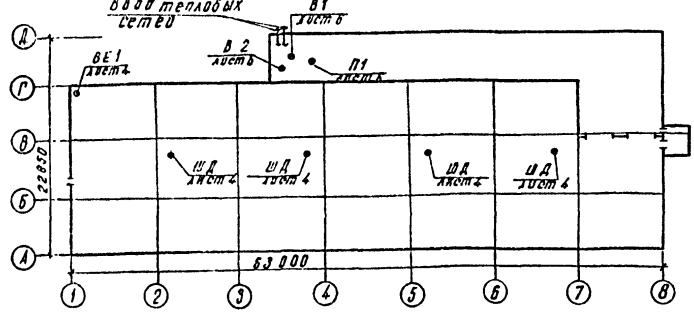 Ввод тепловых
сетей
В1
лист 6
В 2
лист 6
П1
лист 6
ВЕ1
лист 4
Д
Г
В
Б
А
22850
ШД
лист 4
ШД
лист 4
ШД
лист 4
ШД
лист 4
63 000
1
2
3
4
5
6
7
8